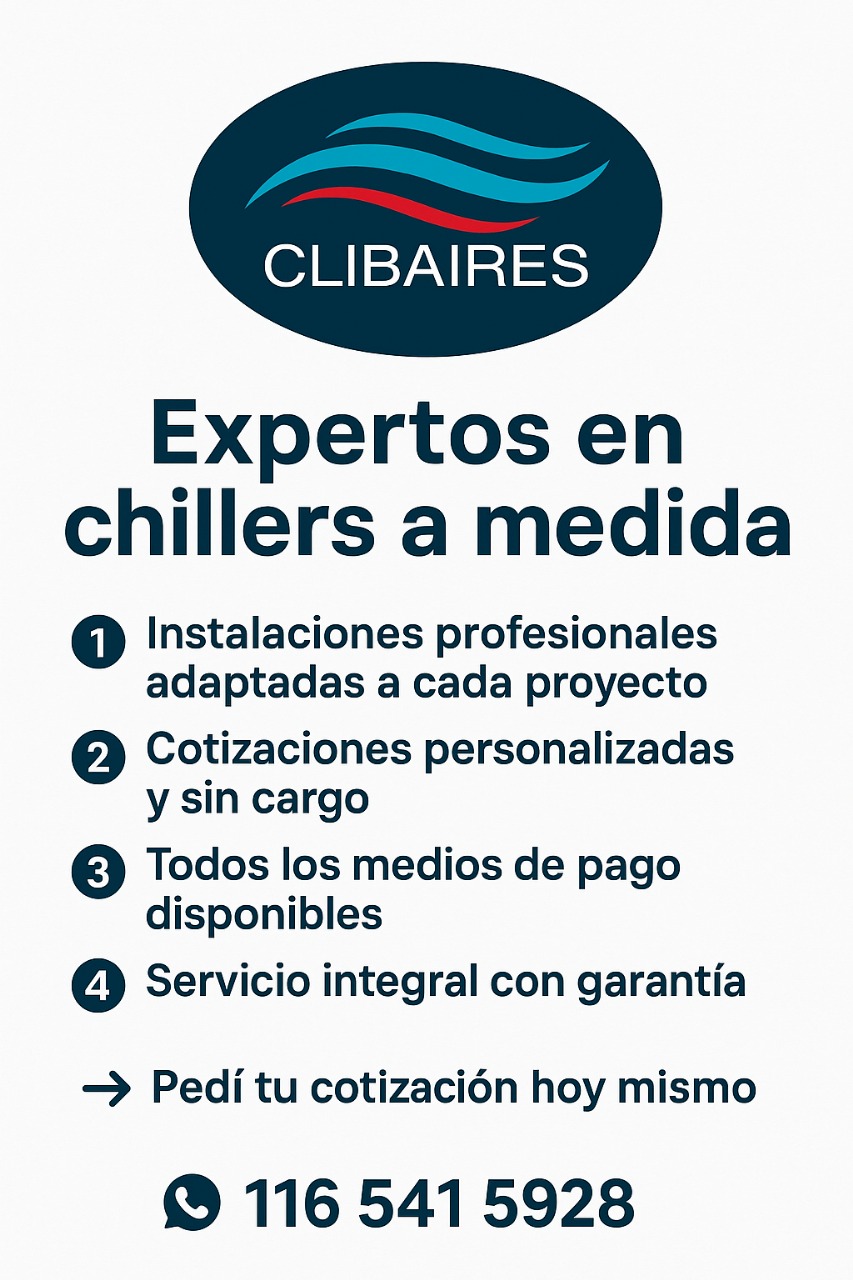 CLIBAIRES
Expertos en
chillers a medida
1 Instalaciones profesionales
adaptadas a cada proyecto
2 Cotizaciones personalizadas
y sin cargo
3 Todos los medios de pago
disponibles
4 Servicio integral con garantía
→ Pedí tu cotización hoy mismo
116 541 5928